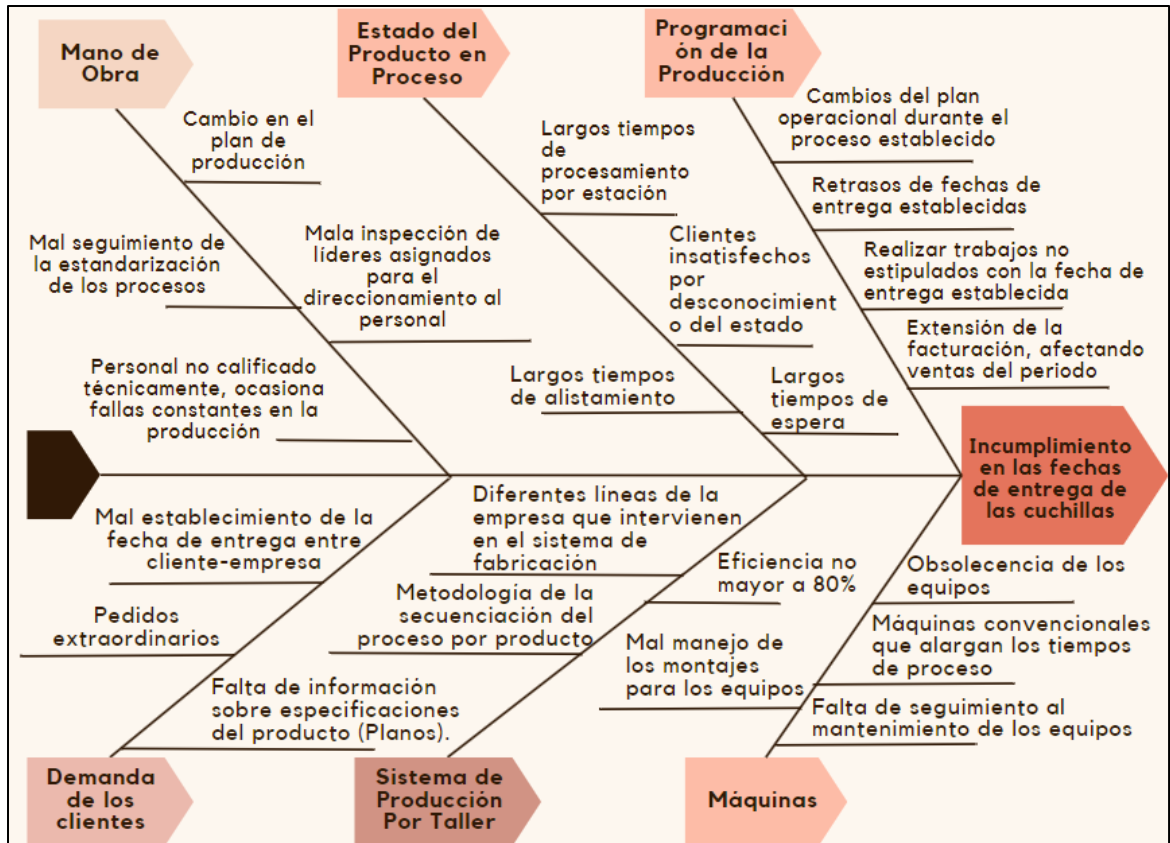 Mano de
Obra
Cambio en el
plan de
producción
Mal seguimiento de
la estandarización
de los procesos
Mala inspección de
líderes asignados
para el
direccionamiento al
personal
Personal no calificado
técnicamente, ocasiona
fallas constantes en la
producción
Estado del
Producto en
Proceso
Largos tiempos
de
procesamiento
por estación
Clientes
insatisfechos
por
desconocimient
o del estado
Largos tiempos
de alistamiento
Largos
tiempos de
espera
Programaci
ón de la
Producción
Cambios del plan
operacional durante el
proceso establecido
Retrasos de fechas de
entrega establecidas
Realizar trabajos no
estipulados con la fecha de
entrega establecida
Extensión de la
facturación, afectando
ventas del periodo
Incumplimiento
en las fechas
de entrega de
las cuchillas
Mal establecimiento de la
fecha de entrega entre
cliente-empresa
Pedidos
extraordinarios
Falta de información
sobre especificaciones
del producto (Planos).
Demanda
de los
clientes
Diferentes líneas de la
empresa que intervienen
en el sistema de
fabricación
Metodología de la
secuenciación del
proceso por producto
Sistema de
Producción
Por Taller
Eficiencia no
mayor a 80%
Mal manejo de
los montajes
para los equipos
Obsolecencia de los
equipos
Máquinas convencionales
que alargan los tiempos
de proceso
Falta de seguimiento al
mantenimiento de los equipos
Máquinas